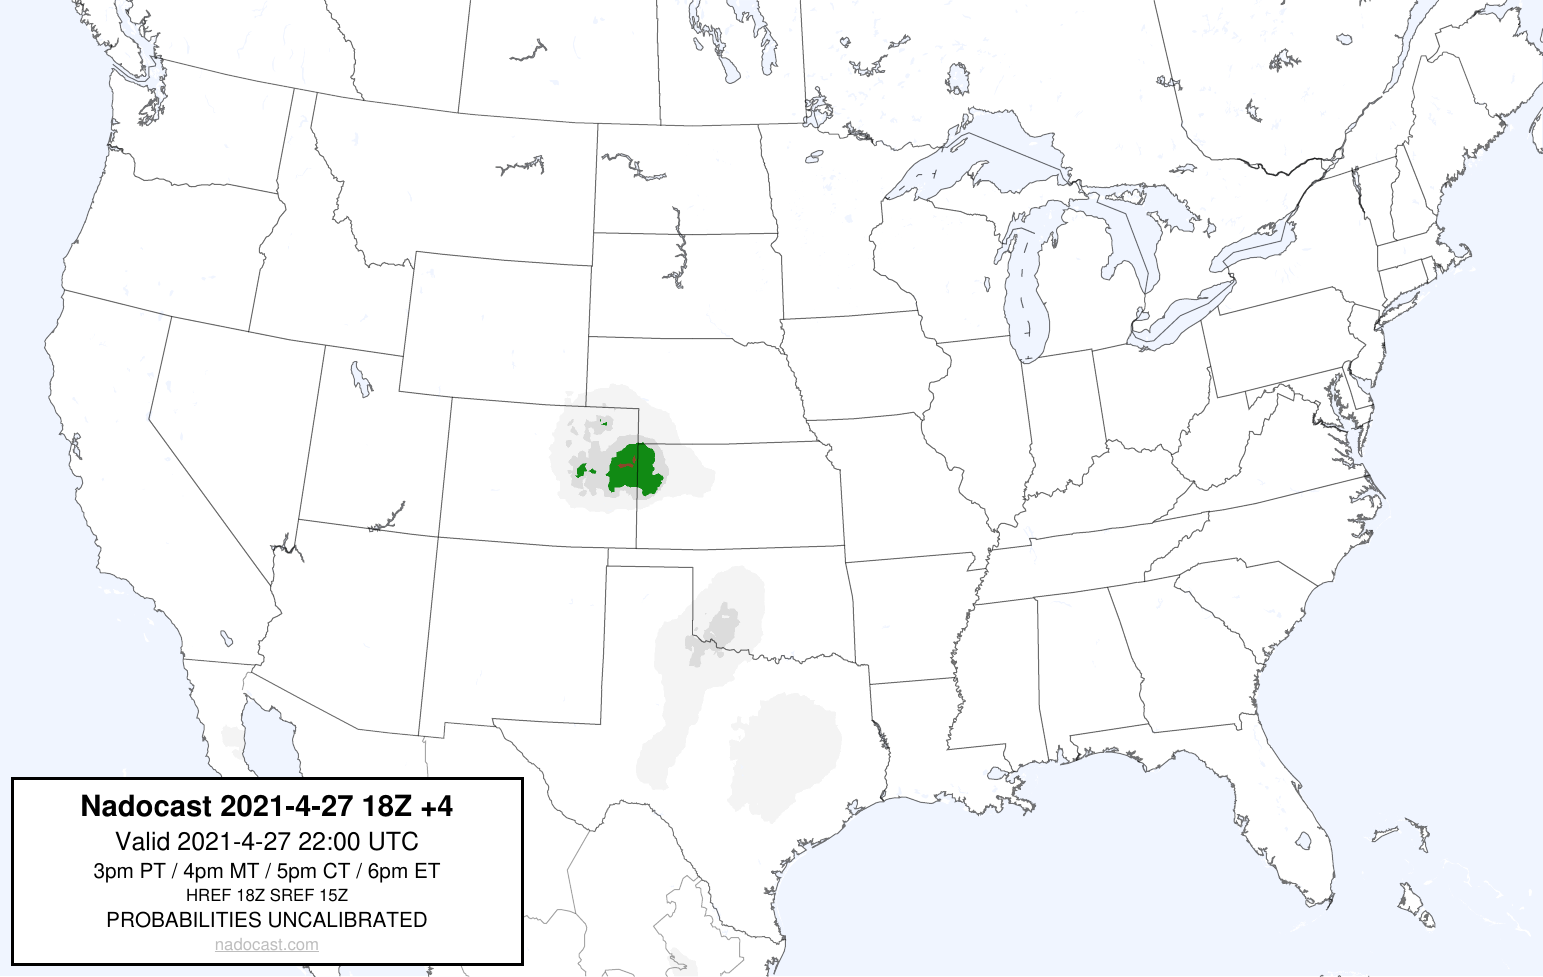 Nadocast 2021-4-27 18Z +4
Valid 2021-4-27 22:00 UTC
3pm PT / 4pm MT / 5pm CT / 6pm ET
HREF 18Z SREF 15Z
PROBABILITIES UNCALIBRATED
nadocast.com